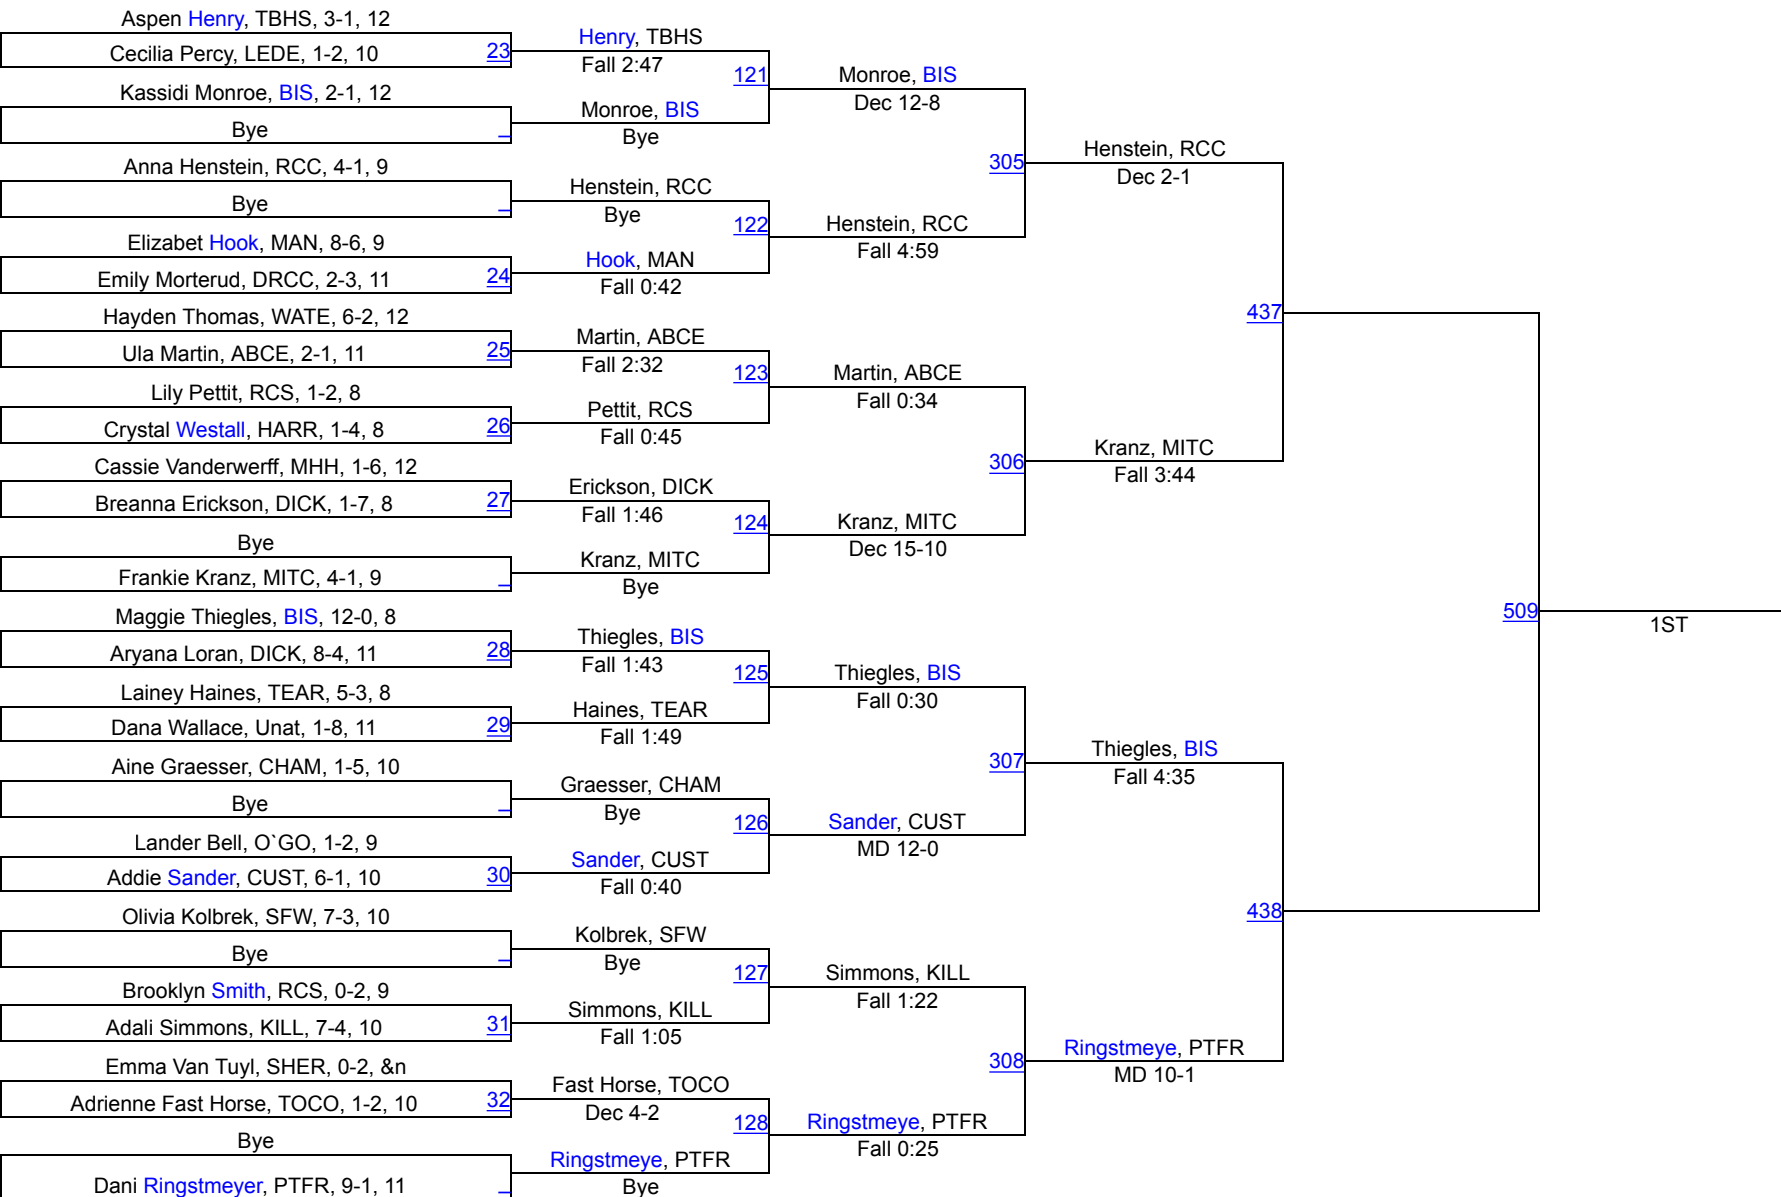 Aspen Henry, TBHS, 3-1, 12
Cecilia Percy, LEDE, 1-2, 10
23
Kassidi Monroe, BIS, 2-1, 12
Bye
Anna Henstein, RCC, 4-1, 9
Bye
Elizabet Hook, MAN, 8-6, 9
Emily Morterud, DRCC, 2-3, 11
24
Hayden Thomas, WATE, 6-2, 12
Ula Martin, ABCE, 2-1, 11
25
Lily Pettit, RCS, 1-2, 8
Crystal Westall, HARR, 1-4, 8
26
Cassie Vanderwerff, MHH, 1-6, 12
Breanna Erickson, DICK, 1-7, 8
27
Bye
Frankie Kranz, MITC, 4-1, 9
Maggie Thiegles, BIS, 12-0, 8
Aryana Loran, DICK, 8-4, 11
28
Lainey Haines, TEAR, 5-3, 8
Dana Wallace, Unat, 1-8, 11
29
Aine Graesser, CHAM, 1-5, 10
Bye
Lander Bell, O`GO, 1-2, 9
Addie Sander, CUST, 6-1, 10
30
Olivia Kolbrek, SFW, 7-3, 10
Bye
Brooklyn Smith, RCS, 0-2, 9
Adali Simmons, KILL, 7-4, 10
31
Emma Van Tuyl, SHER, 0-2, &n
Adrienne Fast Horse, TOCO, 1-2, 10
32
Bye
Dani Ringstmeyer, PTFR, 9-1, 11
Henry, TBHS
Fall 2:47
121
Monroe, BIS
Bye
Henstein, RCC
Bye
122
Hook, MAN
Fall 0:42
Martin, ABCE
Fall 2:32
123
Pettit, RCS
Fall 0:45
Erickson, DICK
Fall 1:46
124
Kranz, MITC
Bye
Thiegles, BIS
Fall 1:43
125
Haines, TEAR
Fall 1:49
Graesser, CHAM
Bye
126
Sander, CUST
Fall 0:40
Kolbrek, SFW
Bye
127
Simmons, KILL
Fall 1:05
Fast Horse, TOCO
Dec 4-2
128
Ringstmeye, PTFR
Bye
Monroe, BIS
Dec 12-8
305
Henstein, RCC
Fall 4:59
Martin, ABCE
Fall 0:34
306
Kranz, MITC
Dec 15-10
Thiegles, BIS
Fall 0:30
307
Sander, CUST
MD 12-0
Simmons, KILL
Fall 1:22
308
Ringstmeye, PTFR
Fall 0:25
Henstein, RCC
Dec 2-1
437
Kranz, MITC
Fall 3:44
Thiegles, BIS
Fall 4:35
438
Ringstmeye, PTFR
MD 10-1
509
1ST